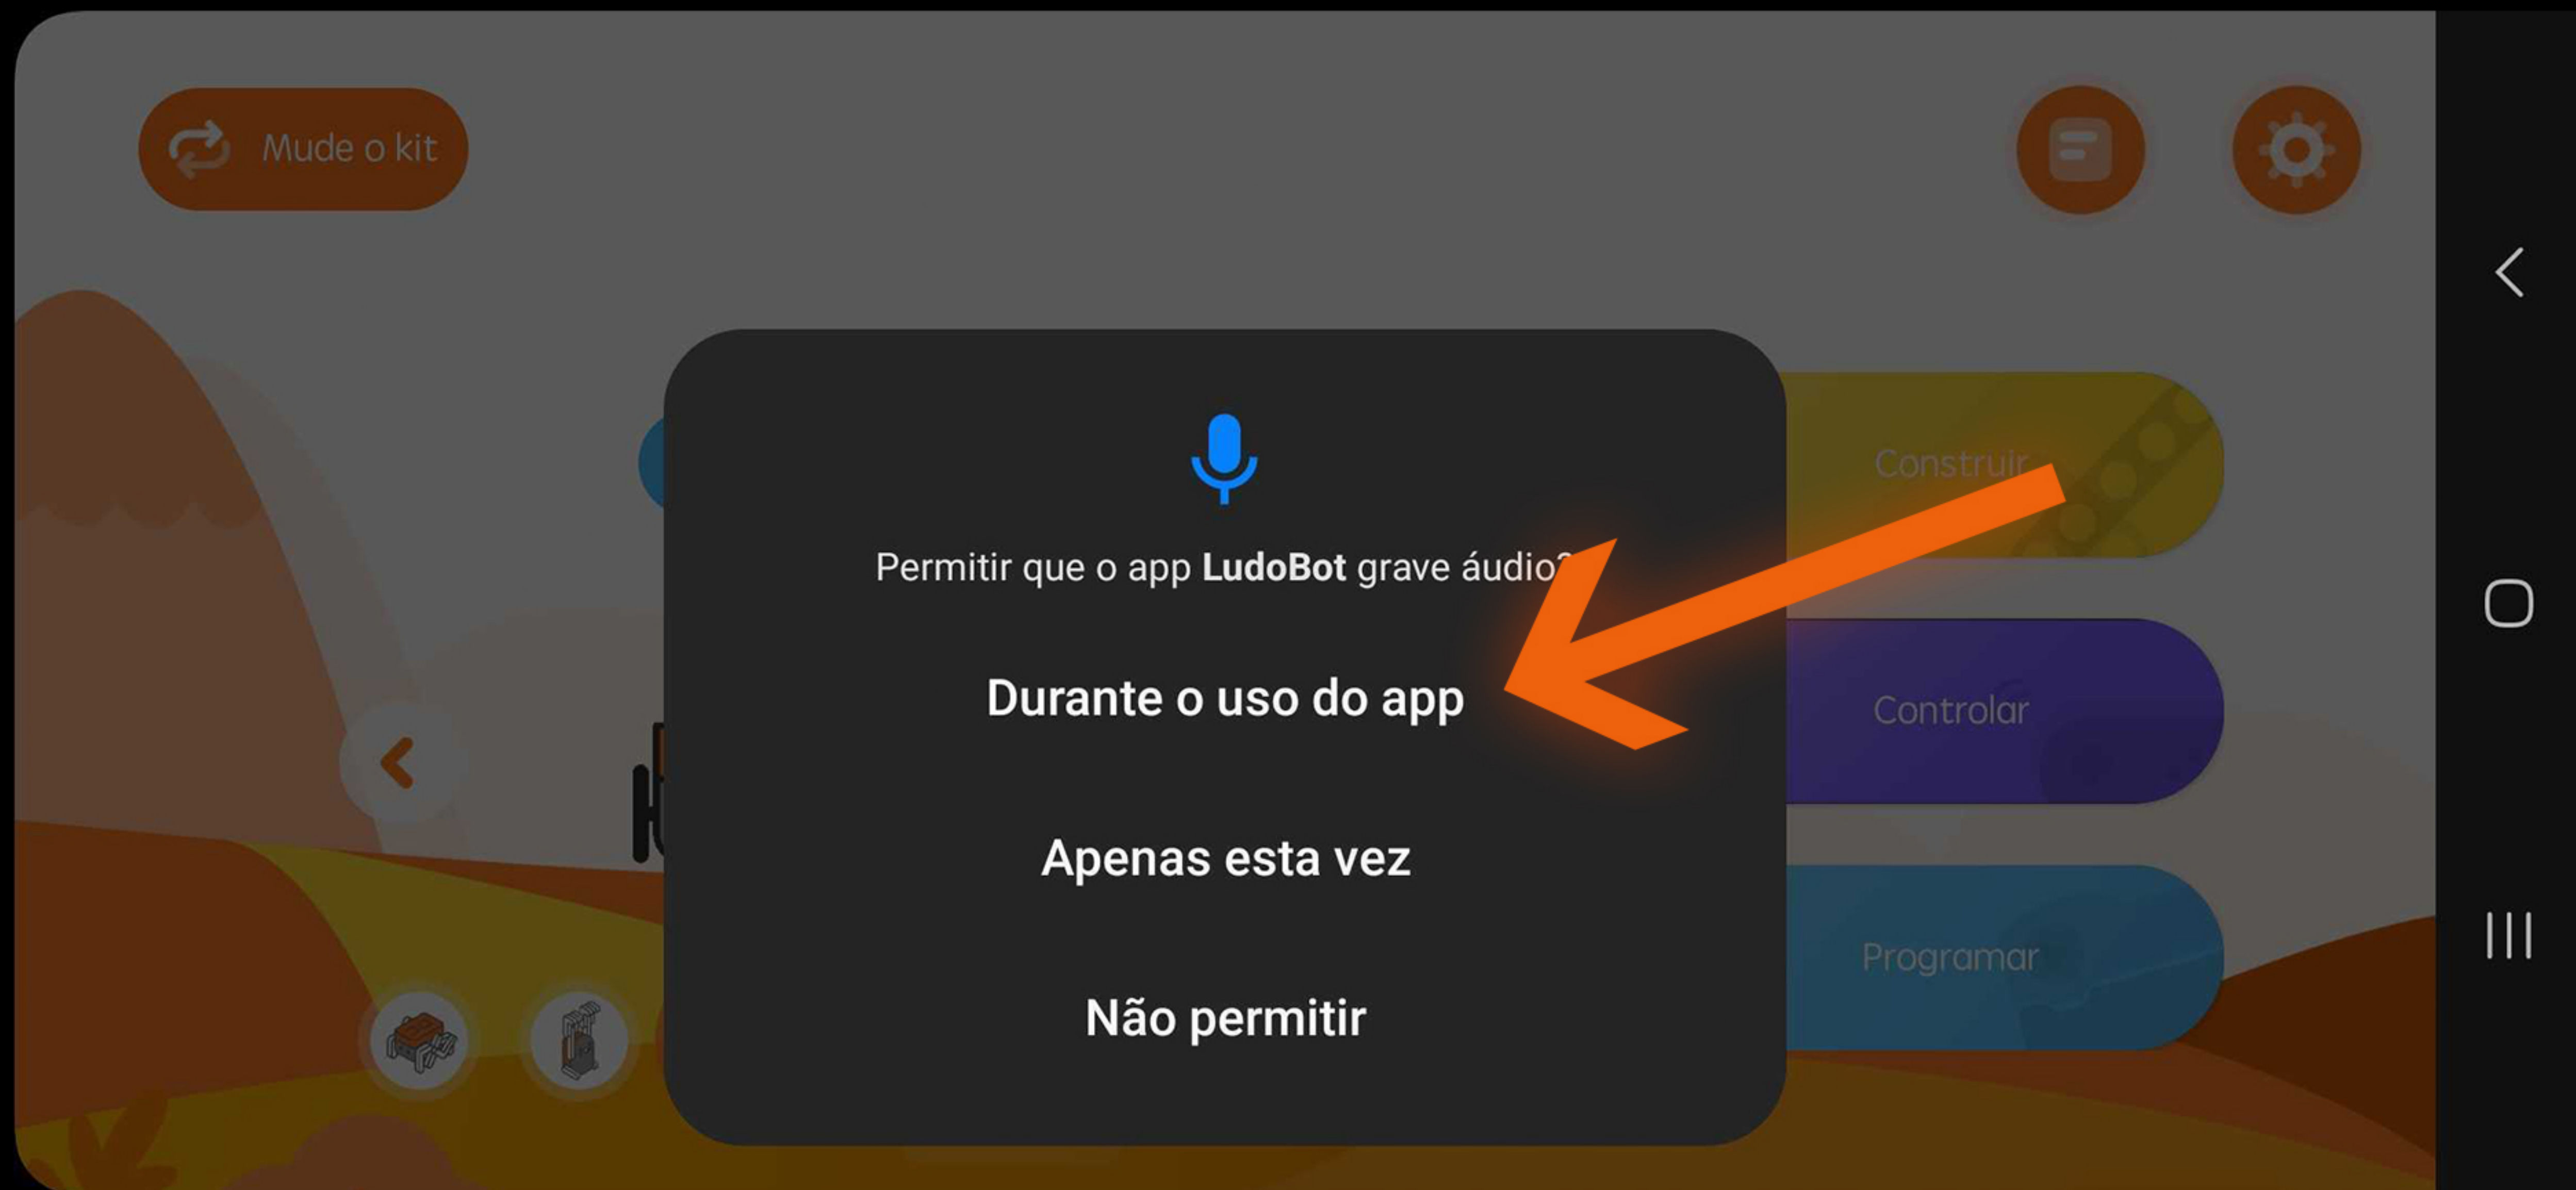 Mude o kit
Construir
Permitir que o app LudoBot grave áudio?
Durante o uso do app
Controlar
Apenas esta vez
Programar
Não permitir